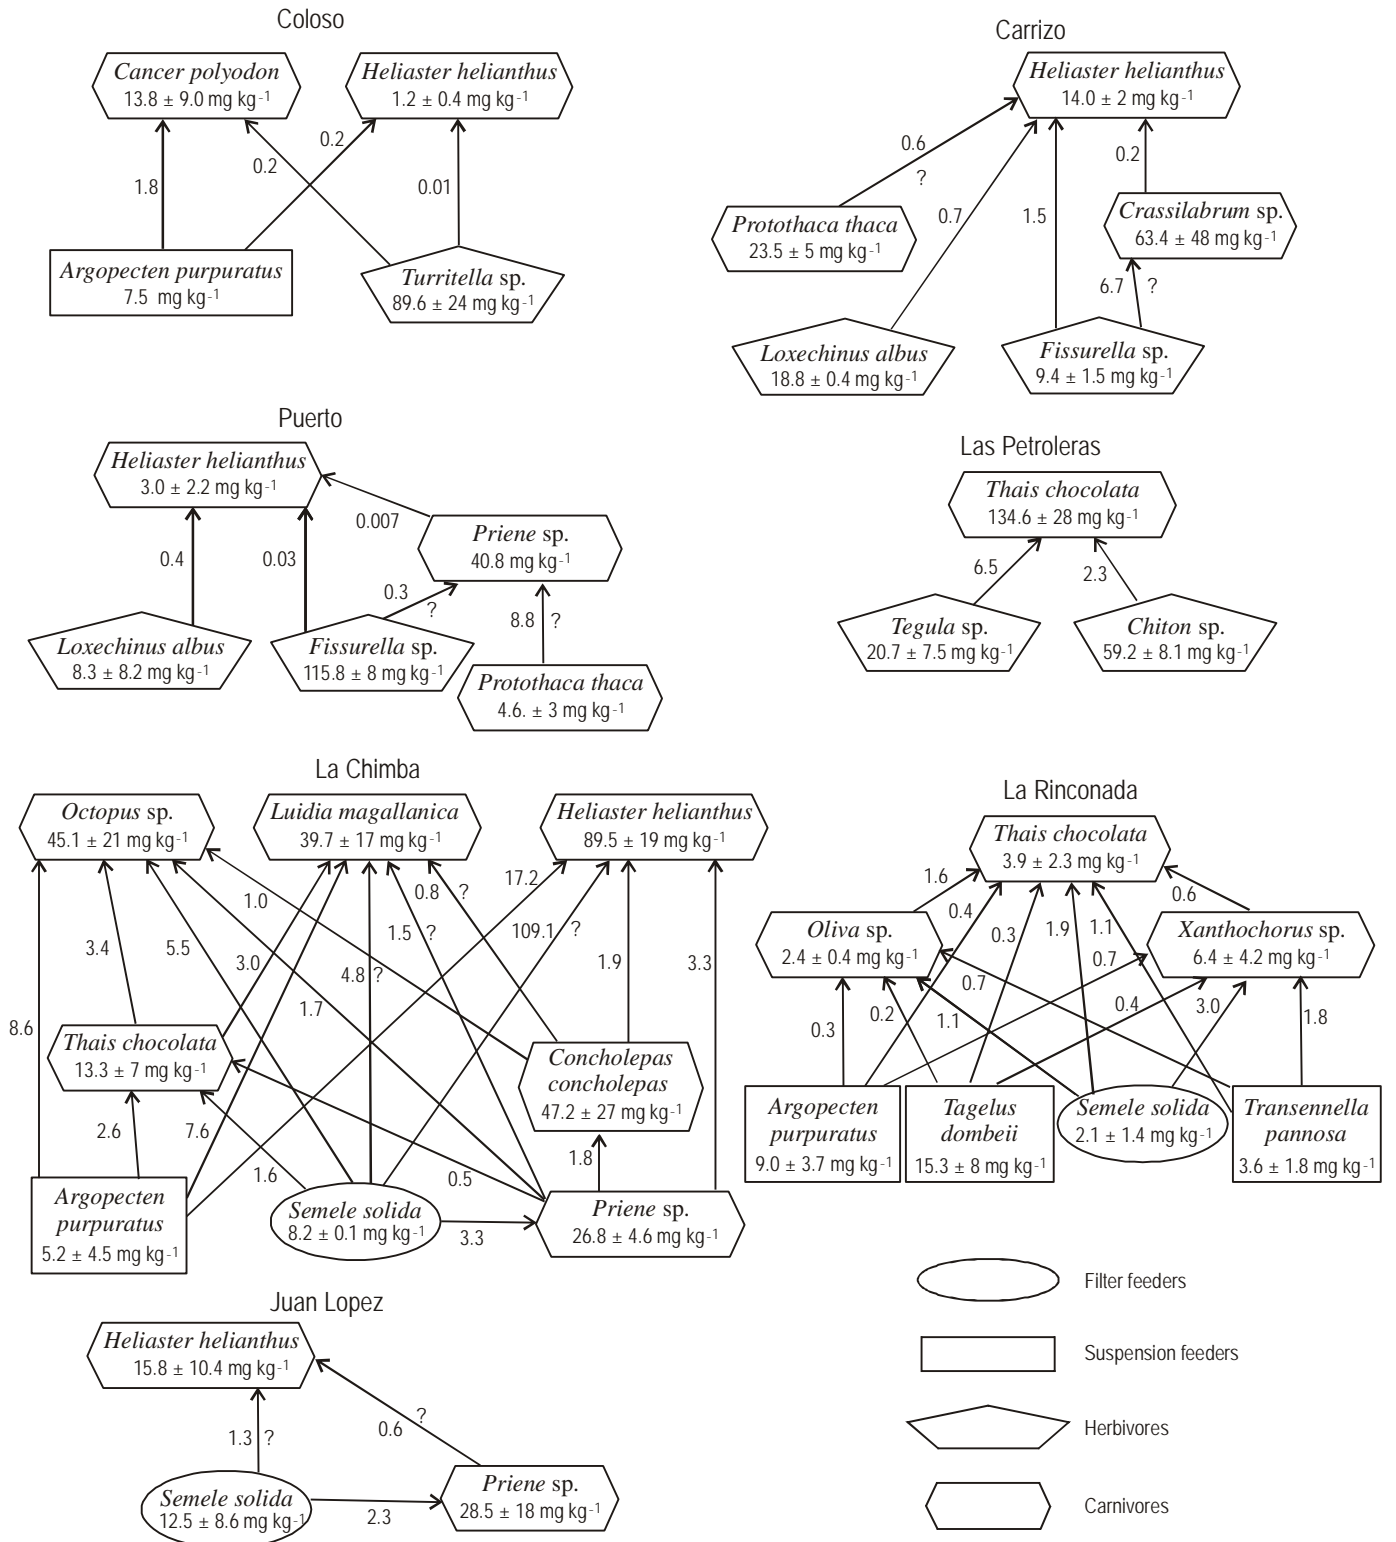 Coloso
Cancer polyodon
13.8 ± 9.0 mg kg-1
Heliaster helianthus
1.2 ± 0.4 mg kg-1
1.8
0.2
0.2
0.01
Argopecten purpuratus
7.5 mg kg-1
Turritella sp.
89.6 ± 24 mg kg-1
Carrizo
Heliaster helianthus
14.0 ± 2 mg kg-1
0.6
?
0.7
1.5
0.2
Protothaca thaca
23.5 ± 5 mg kg-1
Crassilabrum sp.
63.4 ± 48 mg kg-1
6.7 ?
Loxechinus albus
18.8 ± 0.4 mg kg-1
Fissurella sp.
9.4 ± 1.5 mg kg-1
Puerto
Heliaster helianthus
3.0 ± 2.2 mg kg-1
0.007
Priene sp.
40.8 mg kg-1
0.4
0.03
0.3
?
8.8 ?
Loxechinus albus
8.3 ± 8.2 mg kg-1
Fissurella sp.
115.8 ± 8 mg kg-1
Protothaca thaca
4.6. ± 3 mg kg-1
Las Petroleras
Thais chocolata
134.6 ± 28 mg kg-1
6.5
2.3
Tegula sp.
20.7 ± 7.5 mg kg-1
Chiton sp.
59.2 ± 8.1 mg kg-1
La Chimba
Octopus sp.
45.1 ± 21 mg kg-1
Luidia magallanica
39.7 ± 17 mg kg-1
Heliaster helianthus
89.5 ± 19 mg kg-1
1.0
0.8 ?
17.2
3.4
5.5
3.0
1.5 ?
109.1 ?
4.8 ?
1.9
3.3
1.7
8.6
Thais chocolata
13.3 ± 7 mg kg-1
Concholepas
concholepas
47.2 ± 27 mg kg-1
2.6
7.6
1.6
0.5
1.8
Argopecten
purpuratus
5.2 ± 4.5 mg kg-1
Semele solida
8.2 ± 0.1 mg kg-1
3.3
Priene sp.
26.8 ± 4.6 mg kg-1
La Rinconada
Thais chocolata
3.9 ± 2.3 mg kg-1
1.6
0.4
0.3
1.9
1.1
0.6
Oliva sp.
2.4 ± 0.4 mg kg-1
Xanthochorus sp.
6.4 ± 4.2 mg kg-1
0.7
0.7
0.3
0.2
1.1
0.4
3.0
1.8
Argopecten
purpuratus
9.0 ± 3.7 mg kg-1
Tagelus
dombeii
15.3 ± 8 mg kg-1
Semele solida
2.1 ± 1.4 mg kg-1
Transennella
pannosa
3.6 ± 1.8 mg kg-1
Juan Lopez
Heliaster helianthus
15.8 ± 10.4 mg kg-1
1.3 ?
0.6 ?
Semele solida
12.5 ± 8.6 mg kg-1
2.3
Priene sp.
28.5 ± 18 mg kg-1
Filter feeders
Suspension feeders
Herbivores
Carnivores